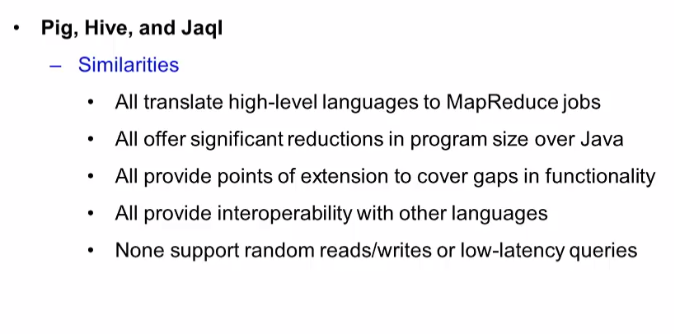 • Pig, Hive, and Jaql
– Similarities
• All translate high-level languages to MapReduce jobs
• All offer significant reductions in program size over Java
• All provide points of extension to cover gaps in functionality
• All provide interoperability with other languages
• None support random reads/writes or low-latency queries